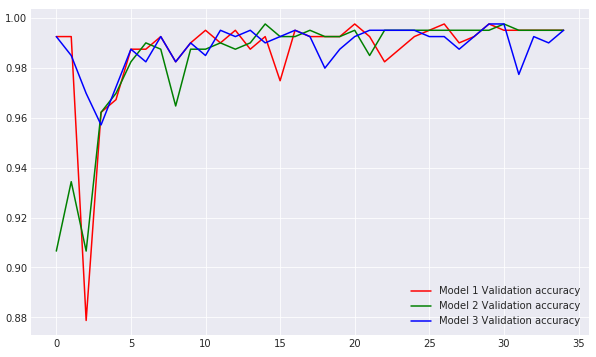 1.00
0.98
0.96
0.94
0.92
0.90
0.88
Model 1 Validation accuracy
Model 2 Validation accuracy
Model 3 Validation accuracy
0 5 10 15 20 25 30 35